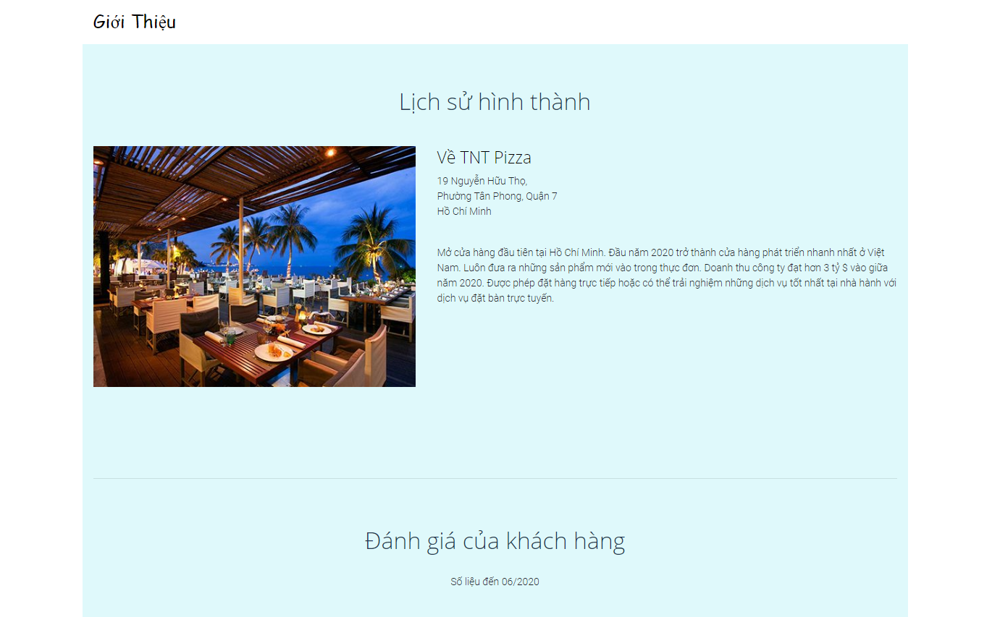 Giới Thiệu
Lịch sử hình thành
Về TNT Pizza
19 Nguyễn Hữu Thọ,
Phường Tân Phong, Quận 7
Hồ Chí Minh
Mở cửa hàng đầu tiên tại Hồ Chí Minh. Đầu năm 2020 trở thành cửa hàng phát triển nhanh nhất ở Việt
Nam. Luôn đưa ra những sản phẩm mới vào trong thực đơn. Doanh thu công ty đạt hơn 3 tỷ $ vào giữa
năm 2020. Được phép đặt hàng trực tiếp hoặc có thể trải nghiệm những dịch vụ tốt nhất tại nhà hành với
dịch vụ đặt bàn trực tuyến.
Đánh giá của khách hàng
Số liệu đến 06/2020